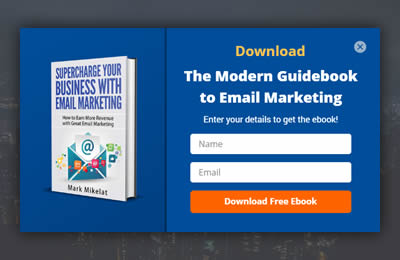 SUPERCHARGE YOUR
BUSINESS WITH
EMAIL MARKETING
How to Earn More Revenue
with Great Email Marketing
@
Mark Mikelat
Download
The Modern Guidebook
to Email Marketing
Enter your details to get the ebook!
Name
Email
Download Free Ebook